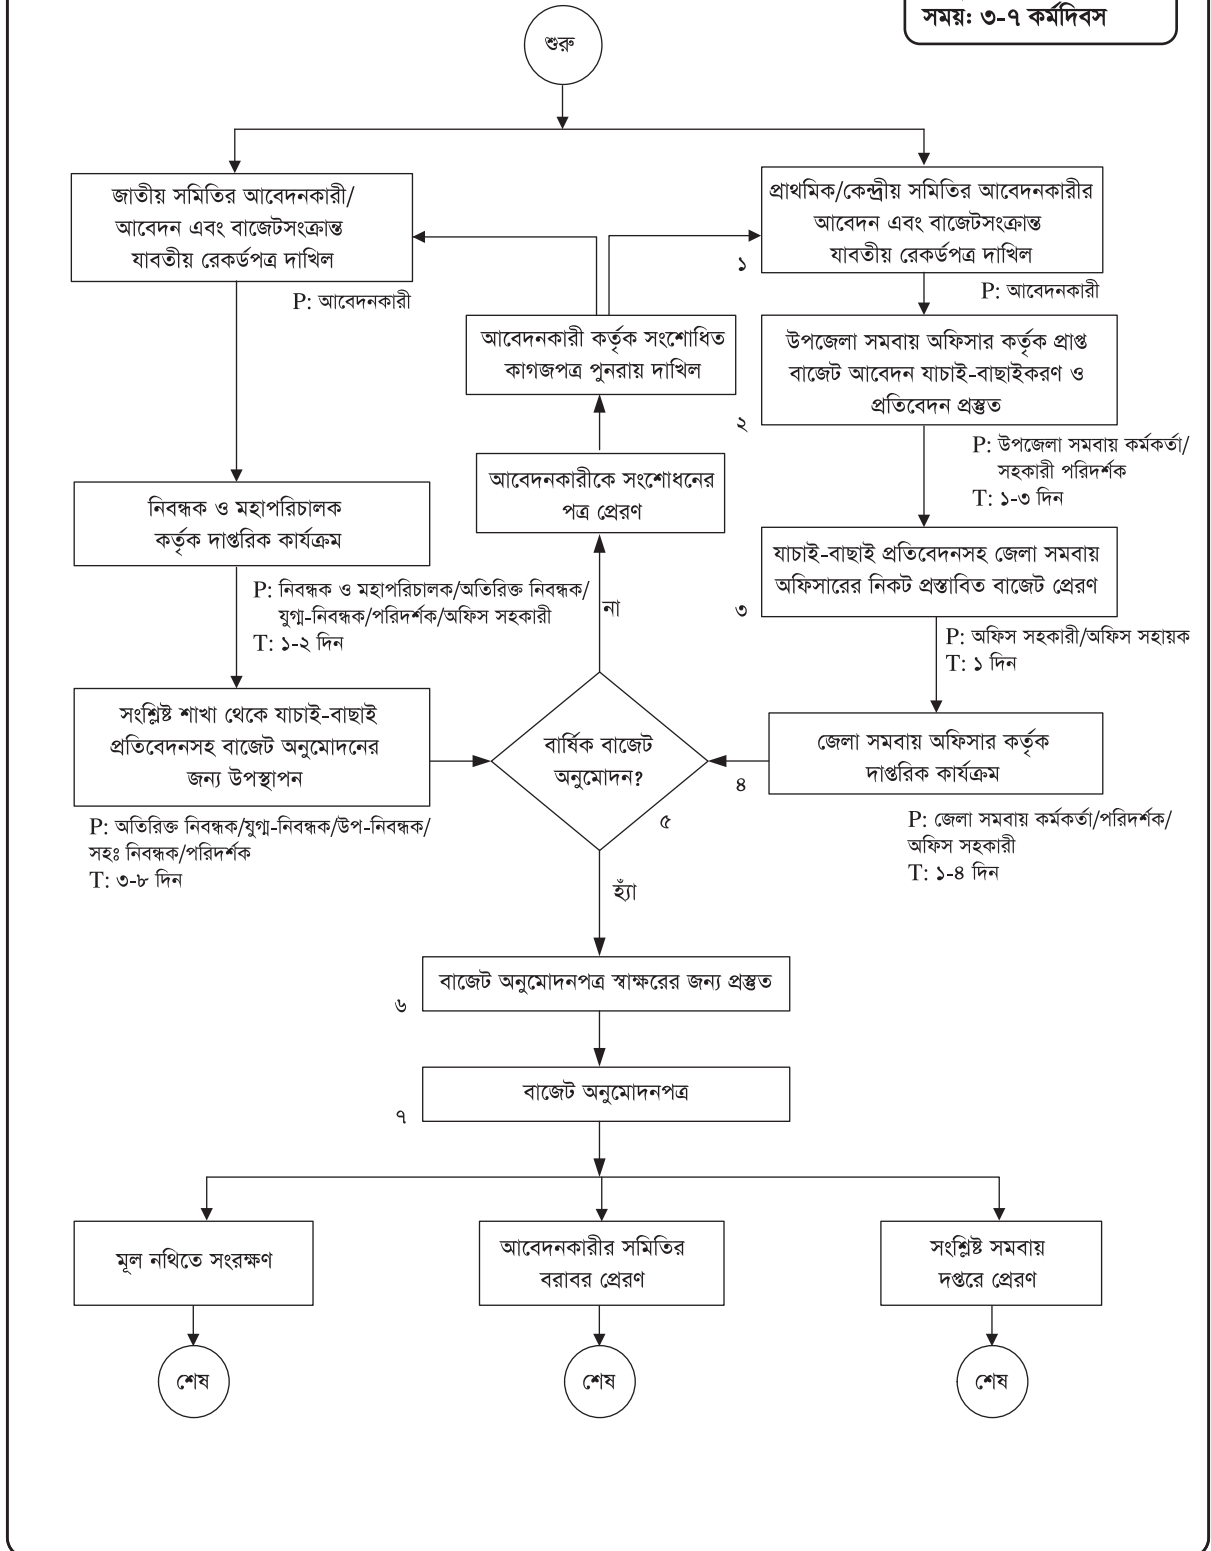 সময়: ৩-৭ কর্মদিবস
শুরু
জাতীয় সমিতির আবেদনকারী/
আবেদন এবং বাজেটসংক্রান্ত
যাবতীয় রেকর্ডপত্র দাখিল
P: আবেদনকারী
প্রাথমিক/কেন্দ্রীয় সমিতির আবেদনকারীর
আবেদন এবং বাজেটসংক্রান্ত
যাবতীয় রেকর্ডপত্র দাখিল
১
P: আবেদনকারী
আবেদনকারী কর্তৃক সংশোধিত
কাগজপত্র পুনরায় দাখিল
উপজেলা সমবায় অফিসার কর্তৃক প্রাপ্ত
বাজেট আবেদন যাচাই-বাছাইকরণ ও
প্রতিবেদন প্রস্তুত
২
P: উপজেলা সমবায় কর্মকর্তা/
সহকারী পরিদর্শক
T: ১-৩ দিন
আবেদনকারীকে সংশোধনের
পত্র প্রেরণ
নিবন্ধক ও মহাপরিচালক
কর্তৃক দাপ্তরিক কার্যক্রম
P: নিবন্ধক ও মহাপরিচালক/অতিরিক্ত নিবন্ধক/
যুগ্ম-নিবন্ধক/পরিদর্শক/অফিস সহকারী
T: ১-২ দিন
না
যাচাই-বাছাই প্রতিবেদনসহ জেলা সমবায়
অফিসারের নিকট প্রস্তাবিত বাজেট প্রেরণ
৩
P: অফিস সহকারী/অফিস সহায়ক
T: ১ দিন
সংশ্লিষ্ট শাখা থেকে যাচাই-বাছাই
প্রতিবেদনসহ বাজেট অনুমোদনের
জন্য উপস্থাপন
P: অতিরিক্ত নিবন্ধক/যুগ্ম-নিবন্ধক/উপ-নিবন্ধক/
সহঃ নিবন্ধক/পরিদর্শক
T: ৩-৮ দিন
বার্ষিক বাজেট
অনুমোদন?
৫
জেলা সমবায় অফিসার কর্তৃক
দাপ্তরিক কার্যক্রম
৪
P: জেলা সমবায় কর্মকর্তা/পরিদর্শক/
অফিস সহকারী
T: ১-৪ দিন
হ্যাঁ
বাজেট অনুমোদনপত্র স্বাক্ষরের জন্য প্রস্তুত
৬
বাজেট অনুমোদনপত্র
৭
মূল নথিতে সংরক্ষণ
আবেদনকারীর সমিতির
বরাবর প্রেরণ
সংশ্লিষ্ট সমবায়
দপ্তরে প্রেরণ
শেষ
শেষ
শেষ